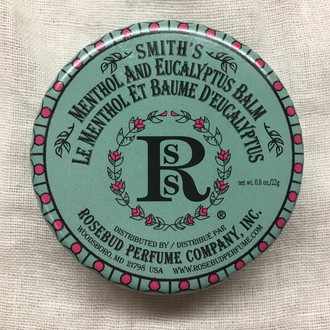 SMITH'S
MENTHOL AND EUCALYPTUS BALM
LE MENTHOL ET BAUME D'EUCALYPTUS
R
S
S
net wt. 0.8 oz/22g
®
DISTRIBUTED BY / DISTRIBUÉ PAR
ROSEBUD PERFUME COMPANY, INC.
WOODSBORO, MD 21798 USA WWW.ROSEBUDPERFUME.COM